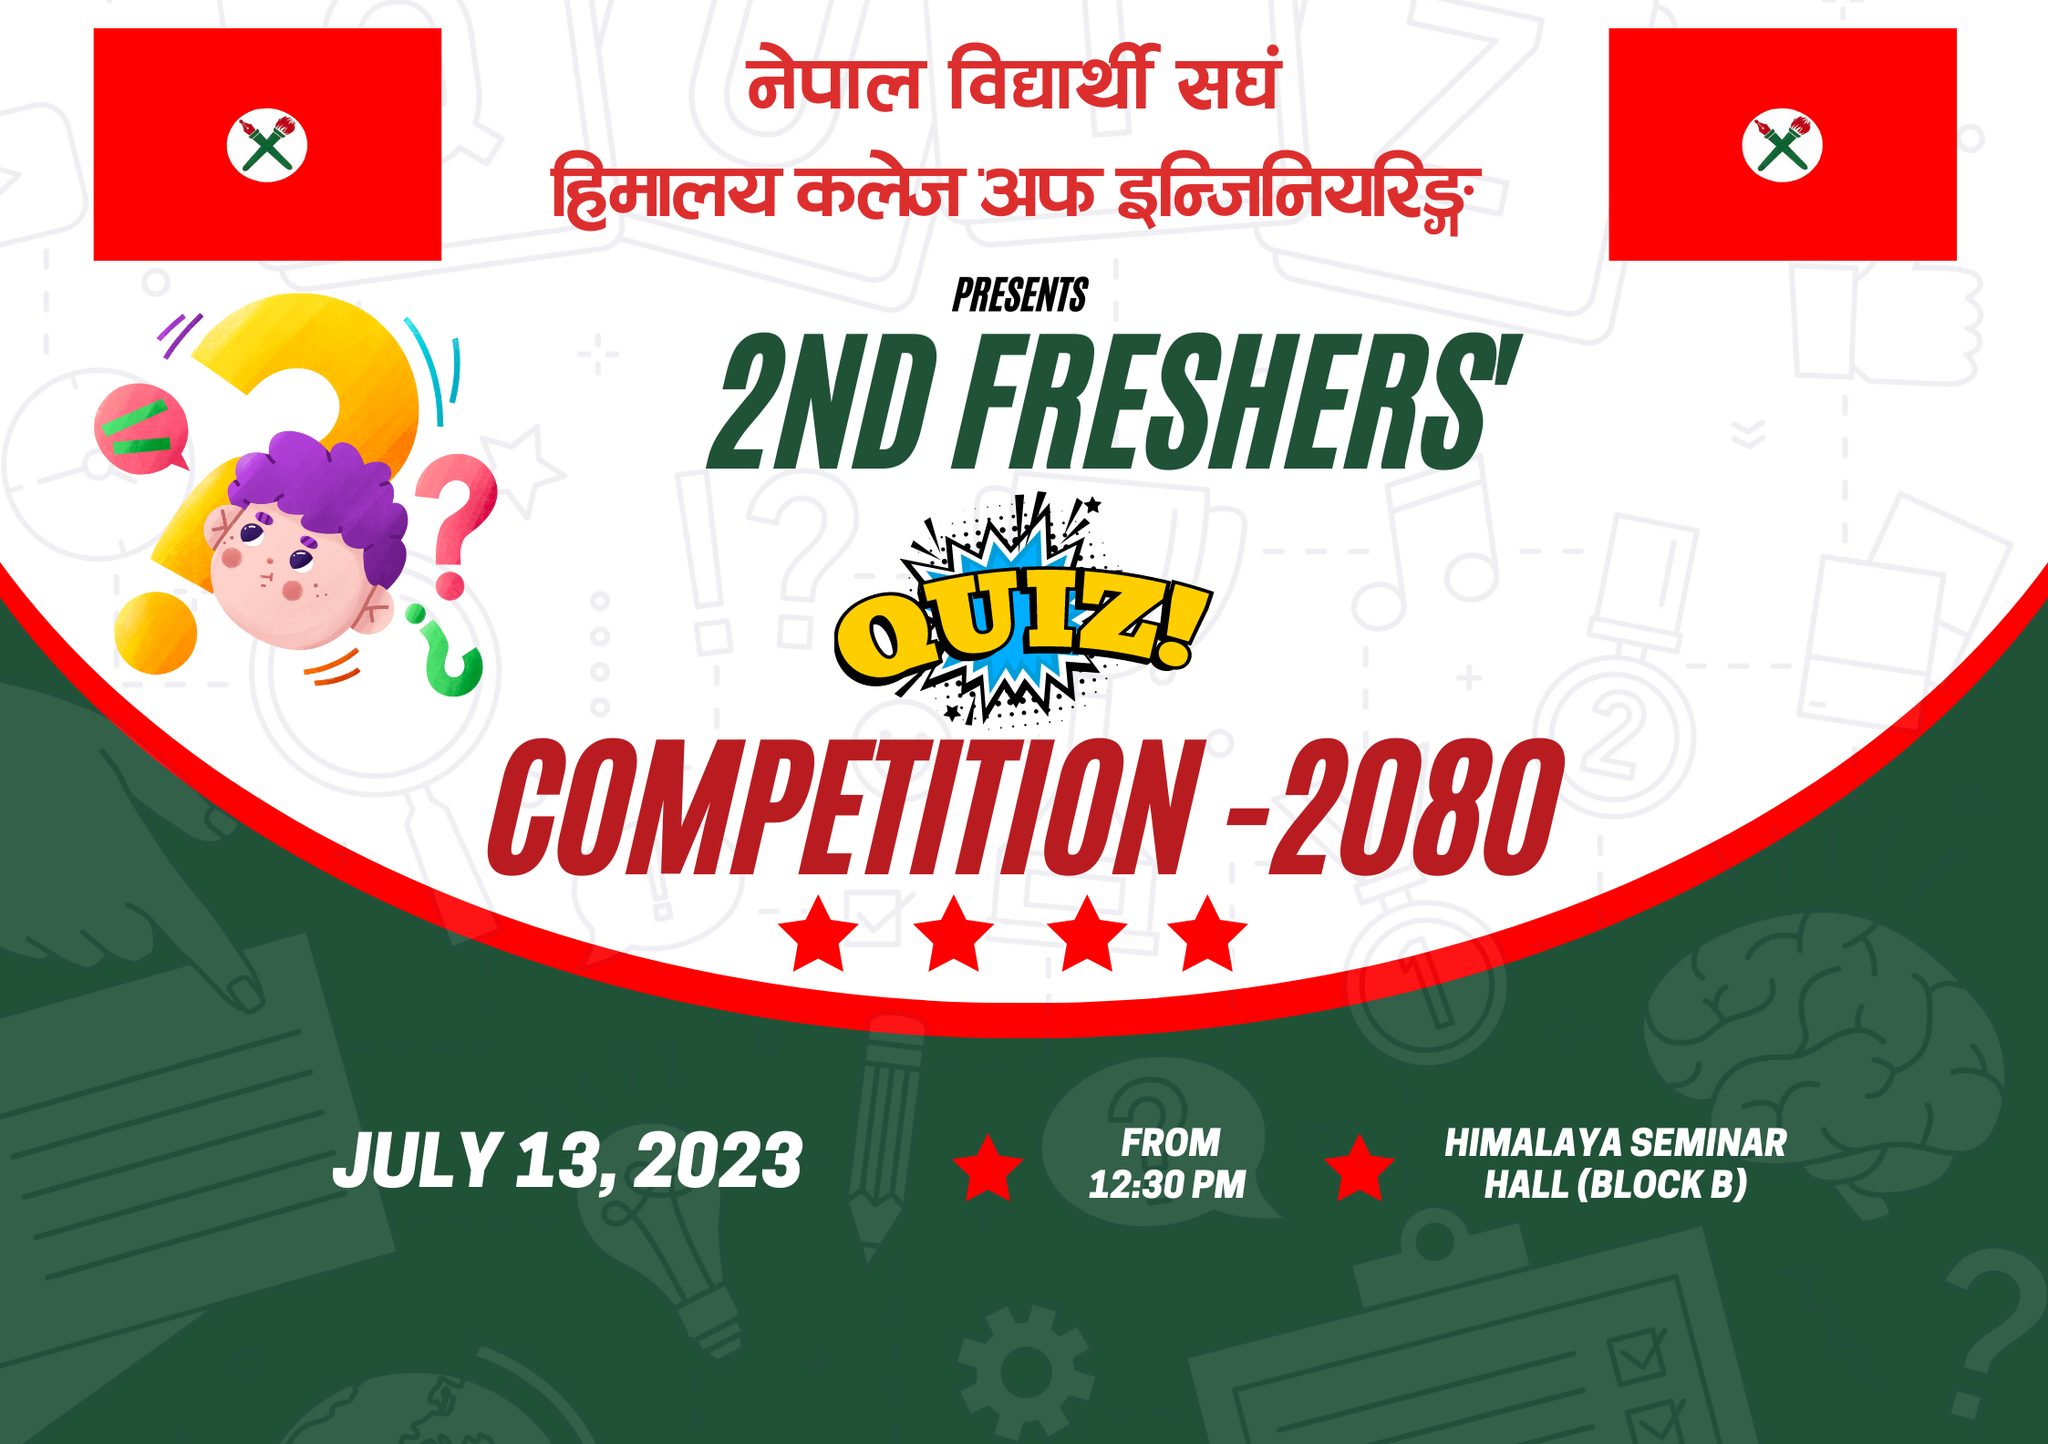 नेपाल विद्यार्थी सघं
हिमालय कलेज अफ इन्जिनियरिङ्ग
PRESENTS
2ND FRESHERS'
QUIZ!
COMPETITION -2080
JULY 13, 2023
FROM
12:30 PM
HIMALAYA SEMINAR
HALL (BLOCK B)